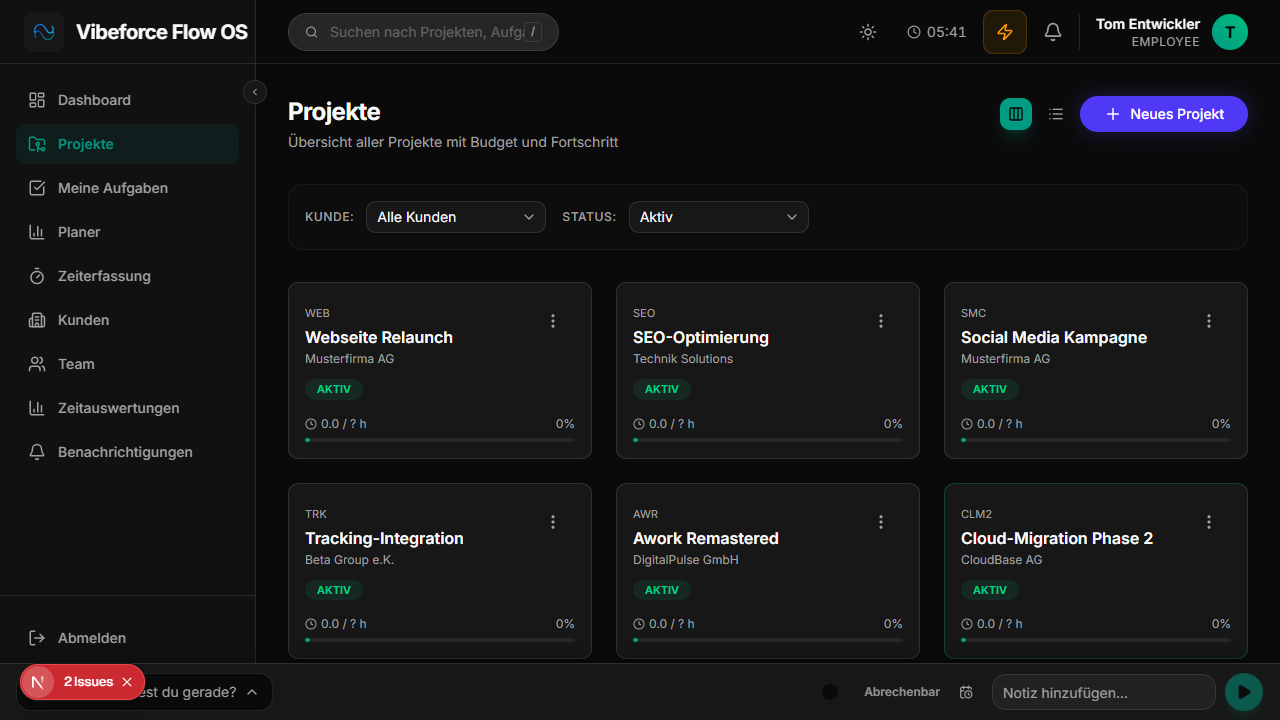 Vibeforce Flow OS
Suchen nach Projekten, Aufga
/
05:41
Tom Entwickler
EMPLOYEE
T
Dashboard
Projekte
Meine Aufgaben
Planer
Zeiterfassung
Kunden
Team
Zeitauswertungen
Benachrichtigungen
Abmelden
Projekte
Übersicht aller Projekte mit Budget und Fortschritt
Neues Projekt
KUNDE:
Alle Kunden
STATUS:
Aktiv
WEB
Webseite Relaunch
Musterfirma AG
AKTIV
0.0 / ? h
0%
SEO
SEO-Optimierung
Technik Solutions
AKTIV
0.0 / ? h
0%
SMC
Social Media Kampagne
Musterfirma AG
AKTIV
0.0 / ? h
0%
TRK
Tracking-Integration
Beta Group e.K.
AKTIV
0.0 / ? h
0%
AWR
Awork Remastered
DigitalPulse GmbH
AKTIV
0.0 / ? h
0%
CLM2
Cloud-Migration Phase 2
CloudBase AG
AKTIV
0.0 / ? h
0%
N
2 Issues
est du gerade?
Abrechenbar
Notiz hinzufügen...